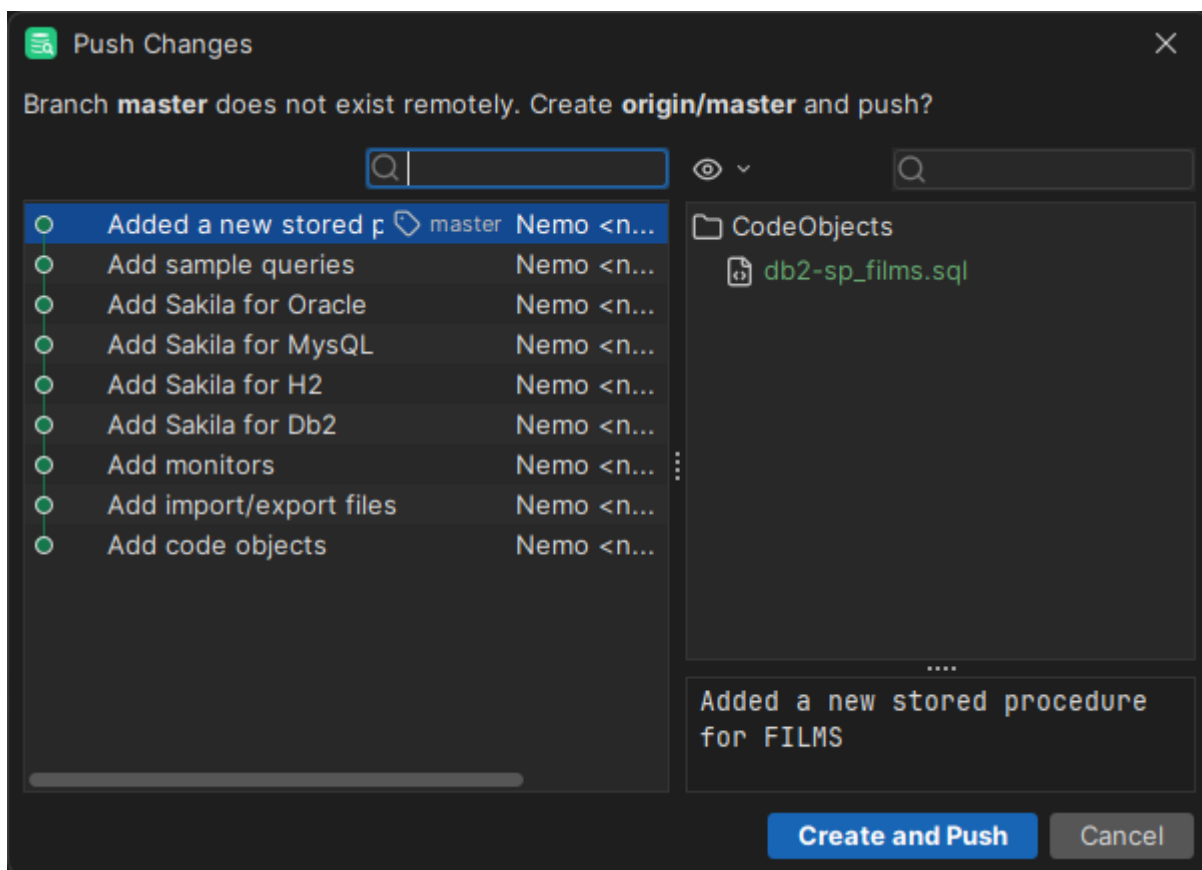 Push Changes
Branch master does not exist remotely. Create origin/master and push?
Added a new stored p master Nemo <n...
Add sample queries Nemo <n...
Add Sakila for Oracle Nemo <n...
Add Sakila for MysQL Nemo <n...
Add Sakila for H2 Nemo <n...
Add Sakila for Db2 Nemo <n...
Add monitors Nemo <n...
Add import/export files Nemo <n...
Add code objects Nemo <n...
CodeObjects
db2-sp_films.sql
Added a new stored procedure
for FILMS
Create and Push Cancel